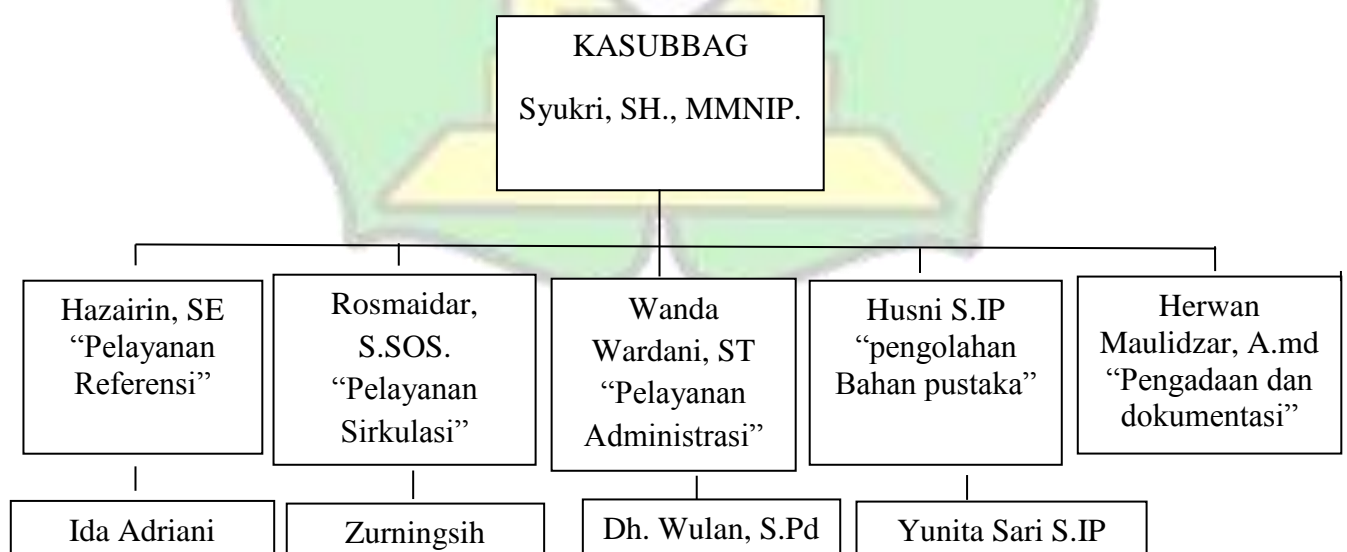 KASUBBAG
Syukri, SH., MMNIP.
Hazairin, SE
“Pelayanan
Referensi”
Rosmaidar,
S.SOS.
“Pelayanan
Sirkulasi”
Wanda
Wardani, ST
“Pelayanan
Administrasi”
Husni S.IP
“pengolahan
Bahan pustaka”
Herwan
Maulidzar, A.md
“Pengadaan dan
dokumentasi”
Ida Adriani
Zurningsih
Dh. Wulan, S.Pd
Yunita Sari S.IP